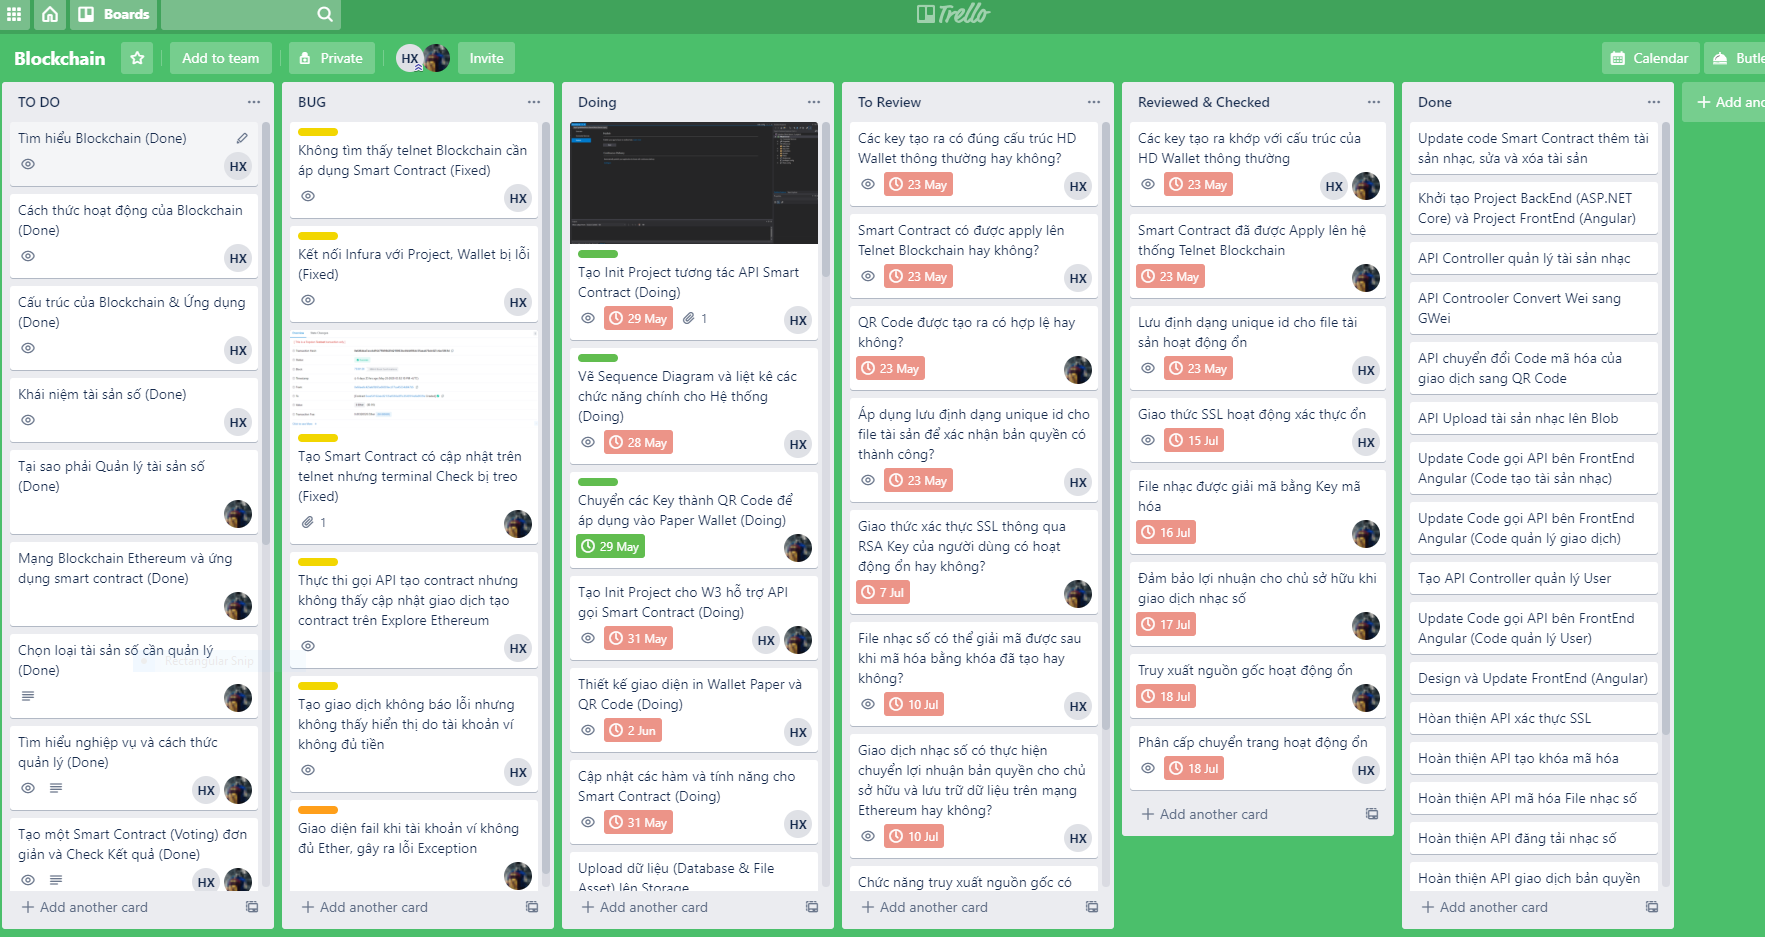 Boards
Trello
Blockchain
Add to team
Private
HX
Invite
Calendar
TO DO
Tìm hiểu Blockchain (Done)
HX
Cách thức hoạt động của Blockchain
(Done)
HX
Cấu trúc của Blockchain & Ứng dụng
(Done)
HX
Khái niệm tài sản số (Done)
HX
Tại sao phải Quản lý tài sản số
(Done)
Mạng Blockchain Ethereum và ứng
dụng smart contract (Done)
Chọn loại tài sản số cần quản lý
(Done)
Rectangular Snip
Tìm hiểu nghiệp vụ và cách thức
quản lý (Done)
HX
Tạo một Smart Contract (Voting) đơn
giản và Check Kết quả (Done)
HX
Add another card
BUG
Không tìm thấy telnet Blockchain cần
áp dụng Smart Contract (Fixed)
HX
Kết nối Infura với Project, Wallet bị lỗi
(Fixed)
HX
Tạo Smart Contract có cập nhật trên
telnet nhưng terminal Check bị treo
(Fixed)
1
Thực thi gọi API tạo contract nhưng
không thấy cập nhật giao dịch tạo
contract trên Explore Ethereum
HX
Tạo giao dịch không báo lỗi nhưng
không thấy hiển thị do tài khoản ví
không đủ tiền
HX
Giao diện fail khi tài khoản ví không
đủ Ether, gây ra lỗi Exception
Add another card
Doing
Tạo Init Project tương tác API Smart
Contract (Doing)
29 May
1
HX
Vẽ Sequence Diagram và liệt kê các
chức năng chính cho Hệ thống
(Doing)
28 May
HX
Chuyển các Key thành QR Code để
áp dụng vào Paper Wallet (Doing)
29 May
Tạo Init Project cho W3 hỗ trợ API
gọi Smart Contract (Doing)
31 May
HX
Thiết kế giao diện in Wallet Paper và
QR Code (Doing)
2 Jun
HX
Cập nhật các hàm và tính năng cho
Smart Contract (Doing)
31 May
HX
Upload dữ liệu (Database & File
Asset) lên Storage
Add another card
To Review
Các key tạo ra có đúng cấu trúc HD
Wallet thông thường hay không?
23 May
HX
Smart Contract có được apply lên
Telnet Blockchain hay không?
23 May
HX
QR Code được tạo ra có hợp lệ hay
không?
23 May
Áp dụng lưu định dạng unique id cho
file tài sản để xác nhận bản quyền có
thành công?
23 May
HX
Giao thức xác thực SSL thông qua
RSA Key của người dùng có hoạt
động ổn hay không?
7 Jul
File nhạc số có thể giải mã được sau
khi mã hóa bằng khóa đã tạo hay
không?
10 Jul
HX
Giao dịch nhạc số có thực hiện
chuyển lợi nhuận bản quyền cho chủ
sở hữu và lưu trữ dữ liệu trên mạng
Ethereum hay không?
10 Jul
HX
Chức năng truy xuất nguồn gốc có
Add another card
Reviewed & Checked
Các key tạo ra khớp với cấu trúc của
HD Wallet thông thường
23 May
HX
Smart Contract đã được Apply lên hệ
thống Telnet Blockchain
23 May
Lưu định dạng unique id cho file tài
sản hoạt động ổn
23 May
HX
Giao thức SSL hoạt động xác thực ổn
15 Jul
HX
File nhạc được giải mã bằng Key mã
hóa
16 Jul
Đảm bảo lợi nhuận cho chủ sở hữu khi
giao dịch nhạc số
17 Jul
Truy xuất nguồn gốc hoạt động ổn
18 Jul
Phân cấp chuyển trang hoạt động ổn
18 Jul
HX
Add another card
Done
Update code Smart Contract thêm tài
sản nhạc, sửa và xóa tài sản
Khởi tạo Project BackEnd (ASP.NET
Core) và Project FrontEnd (Angular)
API Controller quản lý tài sản nhạc
API Controoler Convert Wei sang
GWei
API chuyển đổi Code mã hóa của
giao dịch sang QR Code
API Upload tài sản nhạc lên Blob
Update Code gọi API bên FrontEnd
Angular (Code tạo tài sản nhạc)
Update Code gọi API bên FrontEnd
Angular (Code quản lý giao dịch)
Tạo API Controller quản lý User
Update Code gọi API bên FrontEnd
Angular (Code quản lý User)
Design và Update FrontEnd (Angular)
Hòan thiện API xác thực SSL
Hoàn thiện API tạo khóa mã hóa
Hoàn thiện API mã hóa File nhạc số
Hoàn thiện API đăng tải nhạc số
Hoàn thiện API giao dịch bản quyền
Add another card
Add